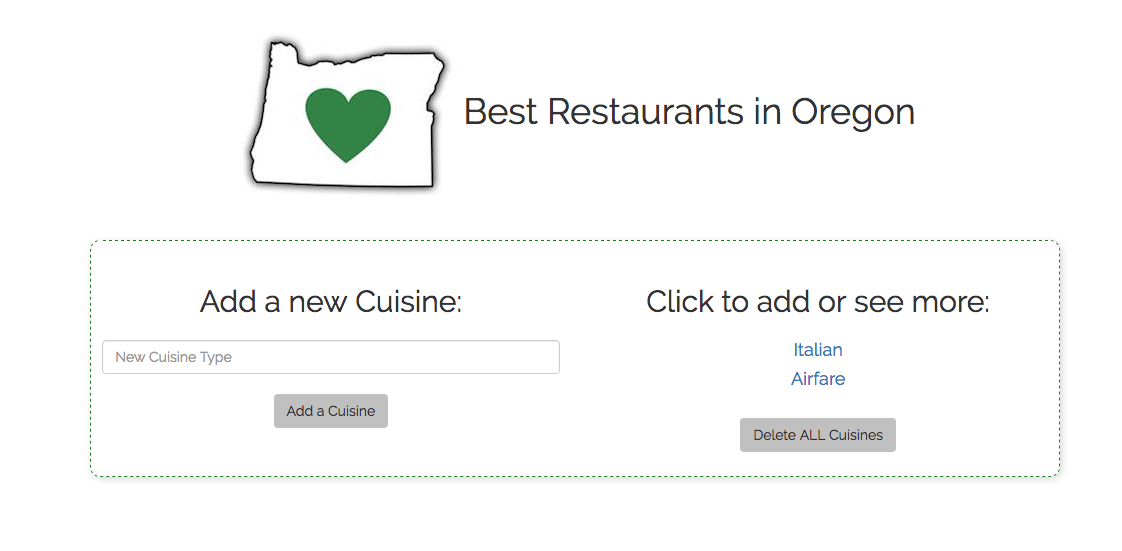 Best Restaurants in Oregon
Add a new Cuisine:
New Cuisine Type
Add a Cuisine
Click to add or see more:
Italian
Airfare
Delete ALL Cuisines